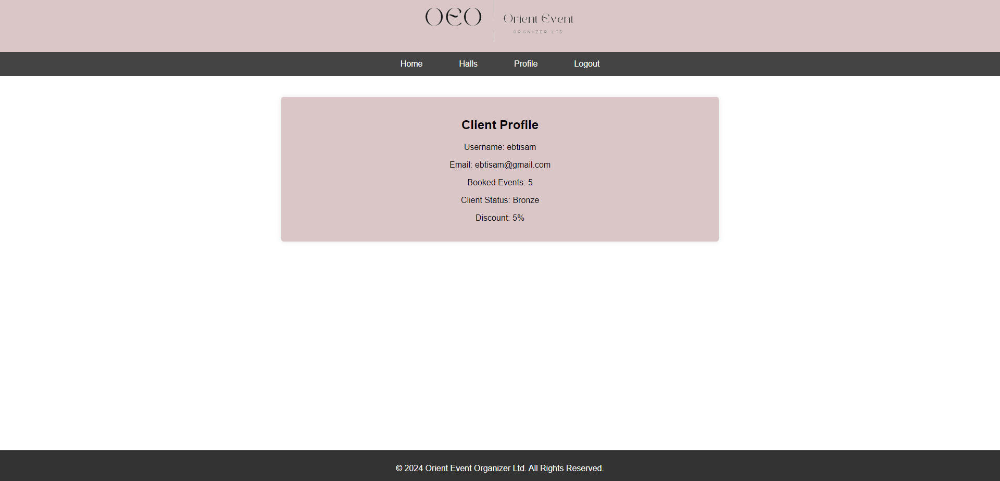 OEO
Orient Event
ORGNIZER LTD
Home Halls Profile Logout
Client Profile
Username: ebtisam
Email: ebtisam@gmail.com
Booked Events: 5
Client Status: Bronze
Discount: 5%
© 2024 Orient Event Organizer Ltd. All Rights Reserved.